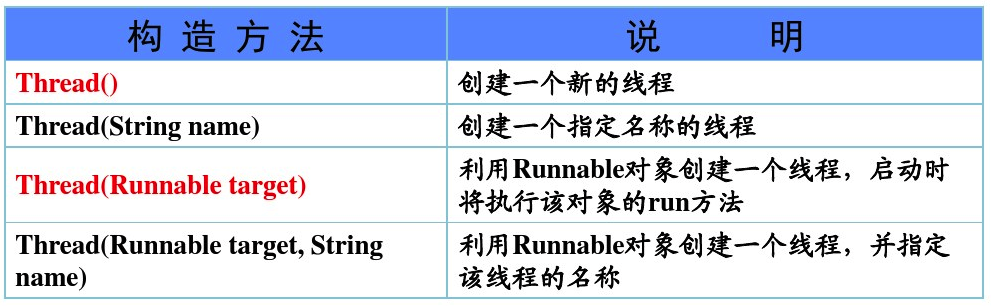 构 造 方 法
说 明
Thread()
创建一个新的线程
Thread(String name)
创建一个指定名称的线程
Thread(Runnable target)
利用Runnable对象创建一个线程，启动时
将执行该对象的run方法
Thread(Runnable target, String
name)
利用Runnable对象创建一个线程，并指定
该线程的名称